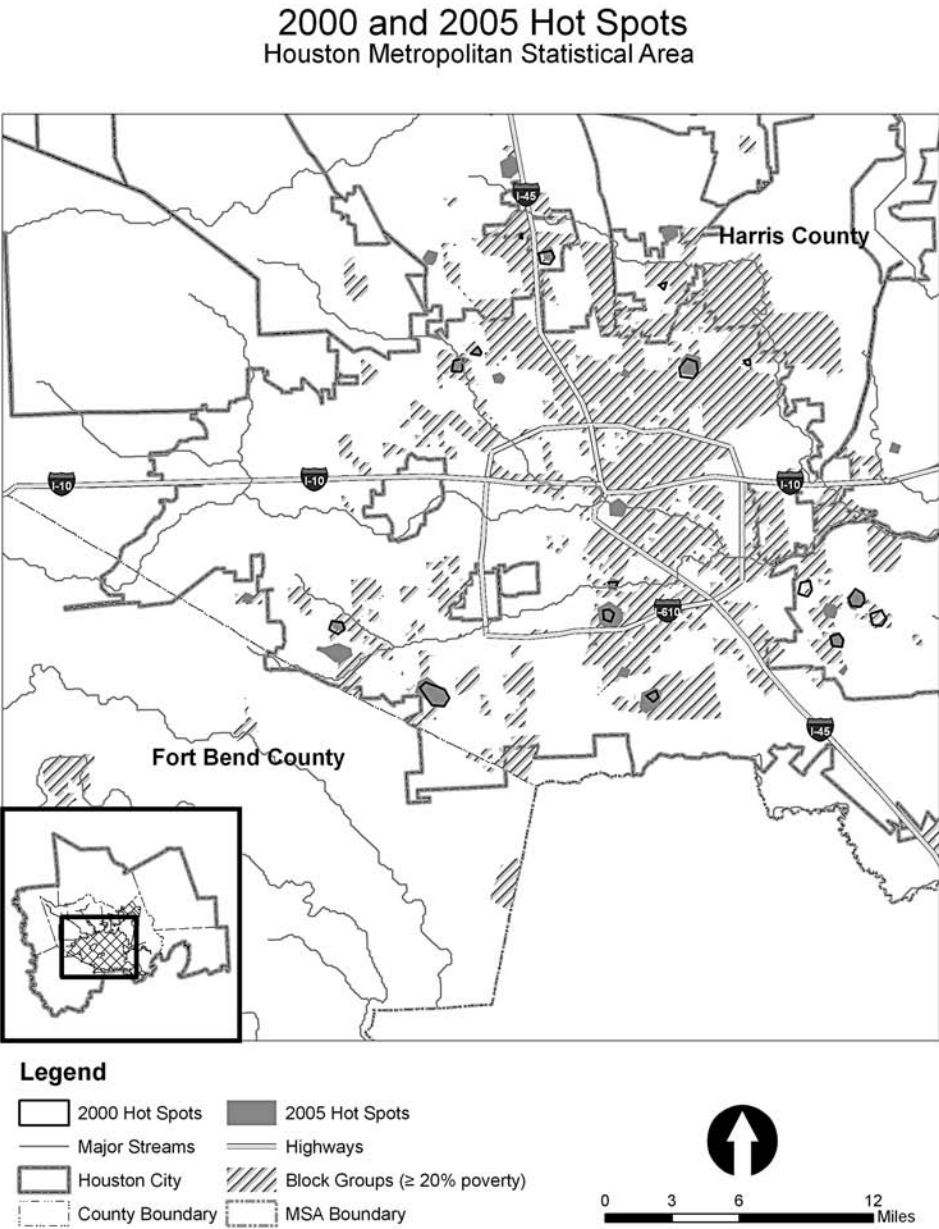 2000 and 2005 Hot Spots
Houston Metropolitan Statistical Area
I-45
Harris County
I-10
I-10
I-10
I-610
I-45
Fort Bend County
Legend
2000 Hot Spots
2005 Hot Spots
Major Streams
Highways
Houston City
Block Groups (≥ 20% poverty)
County Boundary
MSA Boundary
0 3 6 12
Miles